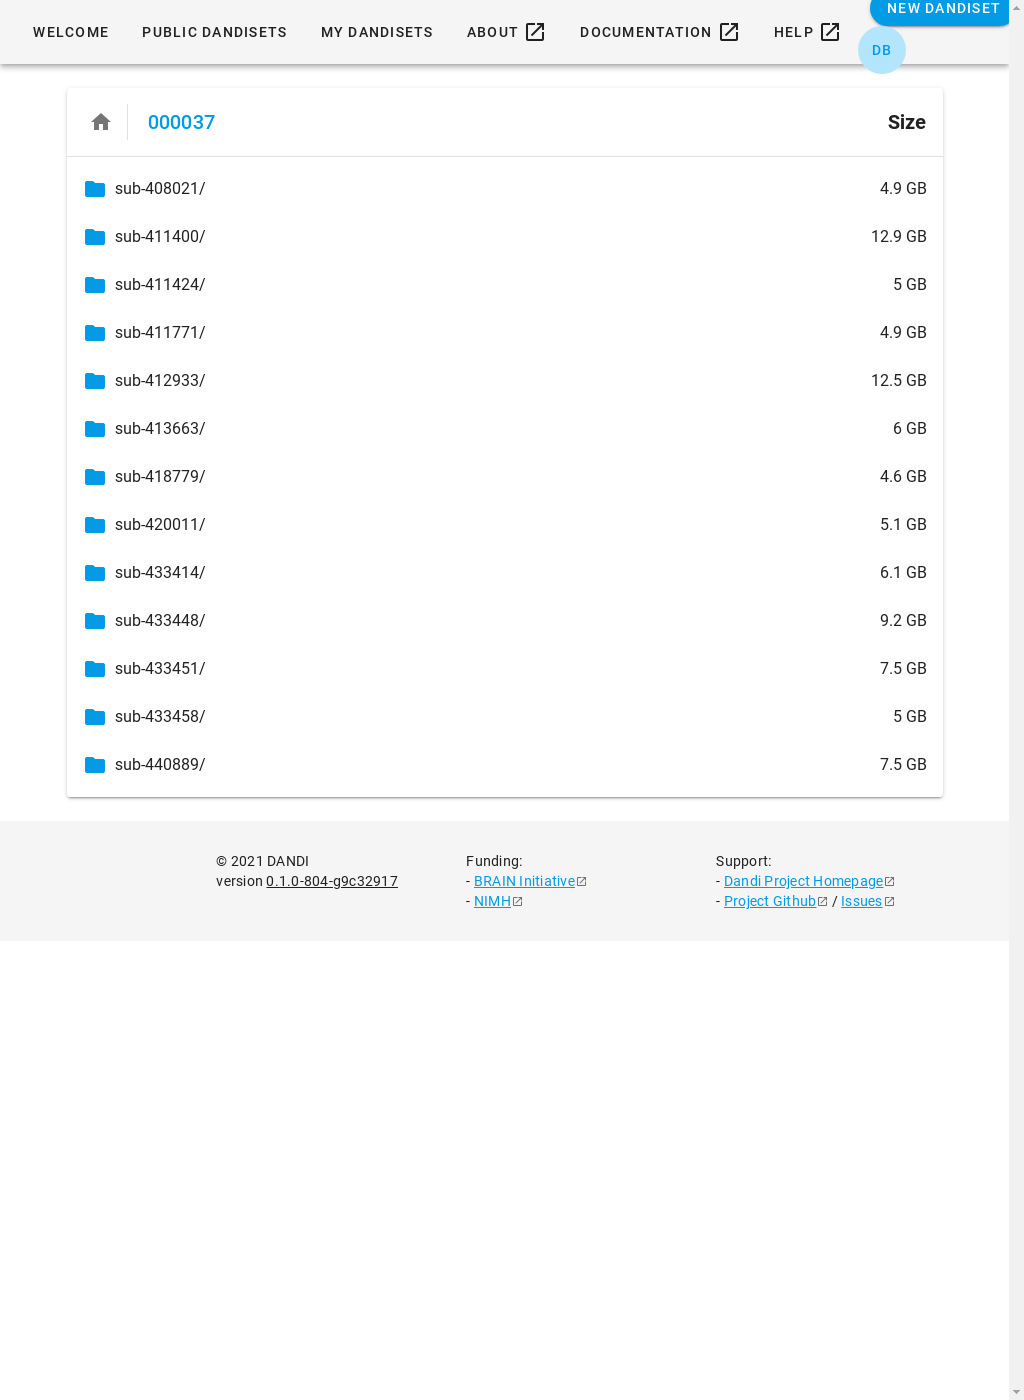 NEW DANDISET
WELCOME PUBLIC DANDISETS MY DANDISETS ABOUT DOCUMENTATION HELP
DB
000037 Size
sub-408021/ 4.9 GB
sub-411400/ 12.9 GB
sub-411424/ 5 GB
sub-411771/ 4.9 GB
sub-412933/ 12.5 GB
sub-413663/ 6 GB
sub-418779/ 4.6 GB
sub-420011/ 5.1 GB
sub-433414/ 6.1 GB
sub-433448/ 9.2 GB
sub-433451/ 7.5 GB
sub-433458/ 5 GB
sub-440889/ 7.5 GB
© 2021 DANDI
version 0.1.0-804-g9c32917
Funding:
- BRAIN Initiative
- NIMH
Support:
- Dandi Project Homepage
- Project Github / Issues